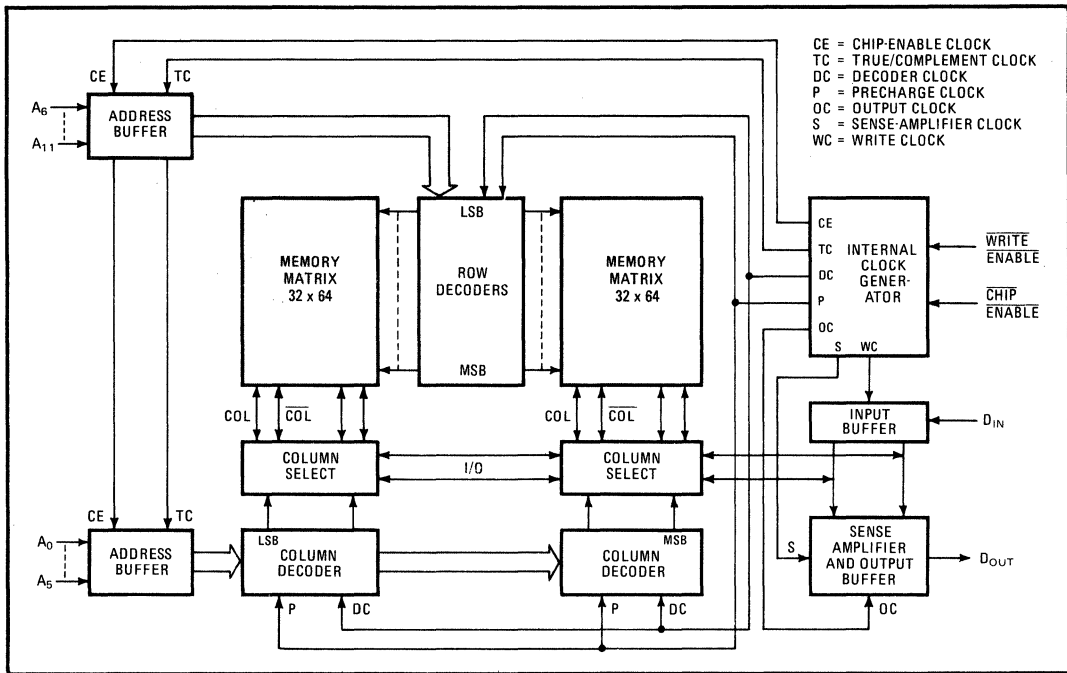 CE = CHIP-ENABLE CLOCK
TC = TRUE/COMPLEMENT CLOCK
DC = DECODER CLOCK
P = PRECHARGE CLOCK
OC = OUTPUT CLOCK
S = SENSE-AMPLIFIER CLOCK
WC = WRITE CLOCK
CE TC
A6
A11
ADDRESS
BUFFER
MEMORY
MATRIX
32 x 64
LSB
ROW
DECODERS
MSB
MEMORY
MATRIX
32 x 64
CE
TC
DC
P
OC
S WC
INTERNAL
CLOCK
GENER-
ATOR
WRITE
ENABLE
CHIP
ENABLE
COL COL
COL COL
INPUT
BUFFER
DIN
COLUMN
SELECT
I/O
COLUMN
SELECT
CE TC
A0
A5
ADDRESS
BUFFER
LSB
COLUMN
DECODER
P DC
MSB
COLUMN
DECODER
P DC
S
SENSE
AMPLIFIER
AND OUTPUT
BUFFER
DOUT
OC